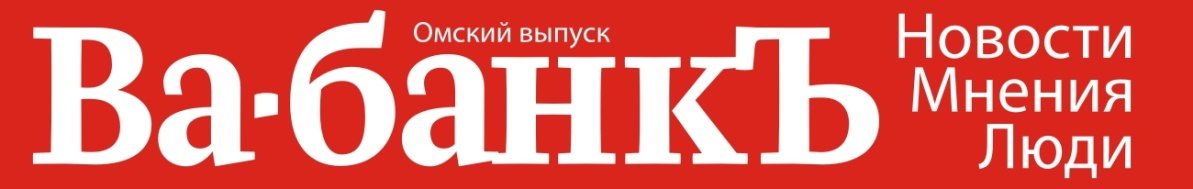 Омский выпуск
Ва-банкЪ
Новости
Мнения
Люди